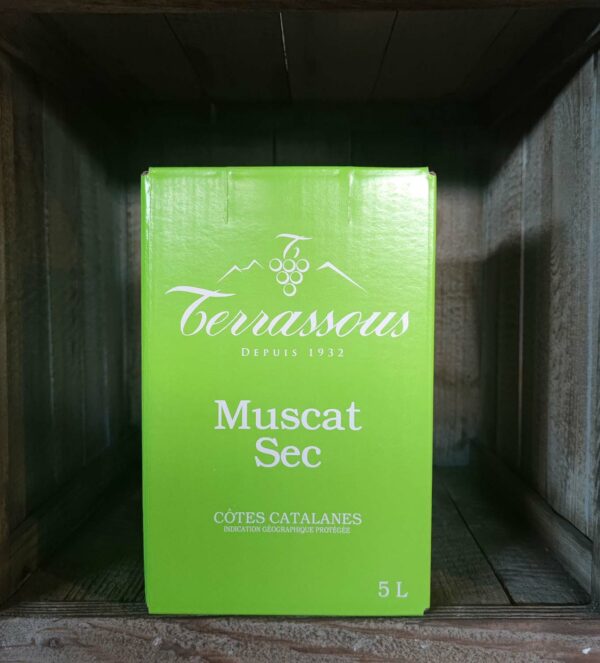 Terrassous
DEPUIS 1932
Muscat
Sec
CÔTES CATALANES
INDICATION GÉOGRAPHIQUE PROTÉGÉE
5 L